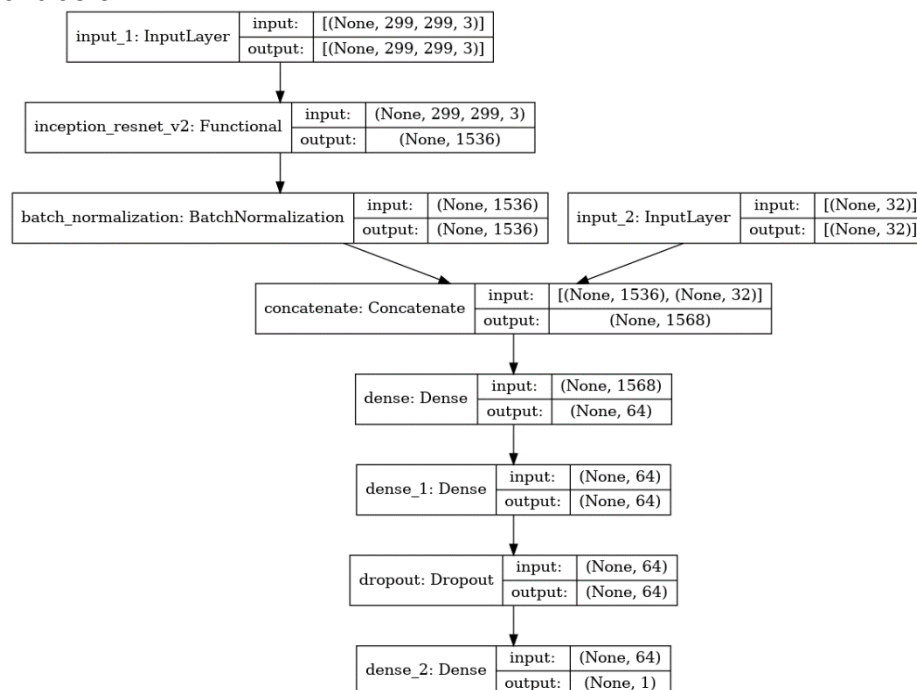 input_1: InputLayer
input: [(None, 299, 299, 3)]
output: [(None, 299, 299, 3)]
inception_resnet_v2: Functional
input: (None, 299, 299, 3)
output: (None, 1536)
batch_normalization: BatchNormalization
input: (None, 1536)
output: (None, 1536)
input_2: InputLayer
input: [(None, 32)]
output: [(None, 32)]
concatenate: Concatenate
input: [(None, 1536), (None, 32)]
output: (None, 1568)
dense: Dense
input: (None, 1568)
output: (None, 64)
dense_1: Dense
input: (None, 64)
output: (None, 64)
dropout: Dropout
input: (None, 64)
output: (None, 64)
dense_2: Dense
input: (None, 64)
output: (None, 1)